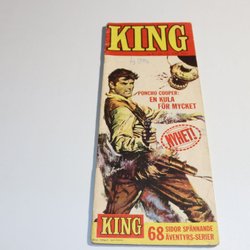 KING
PONCHO COOPER:
EN KULA
FÖR MYCKET
NYHET!
KING
68 SIDOR SPÄNNANDE
ÄVENTYRS-SERIER